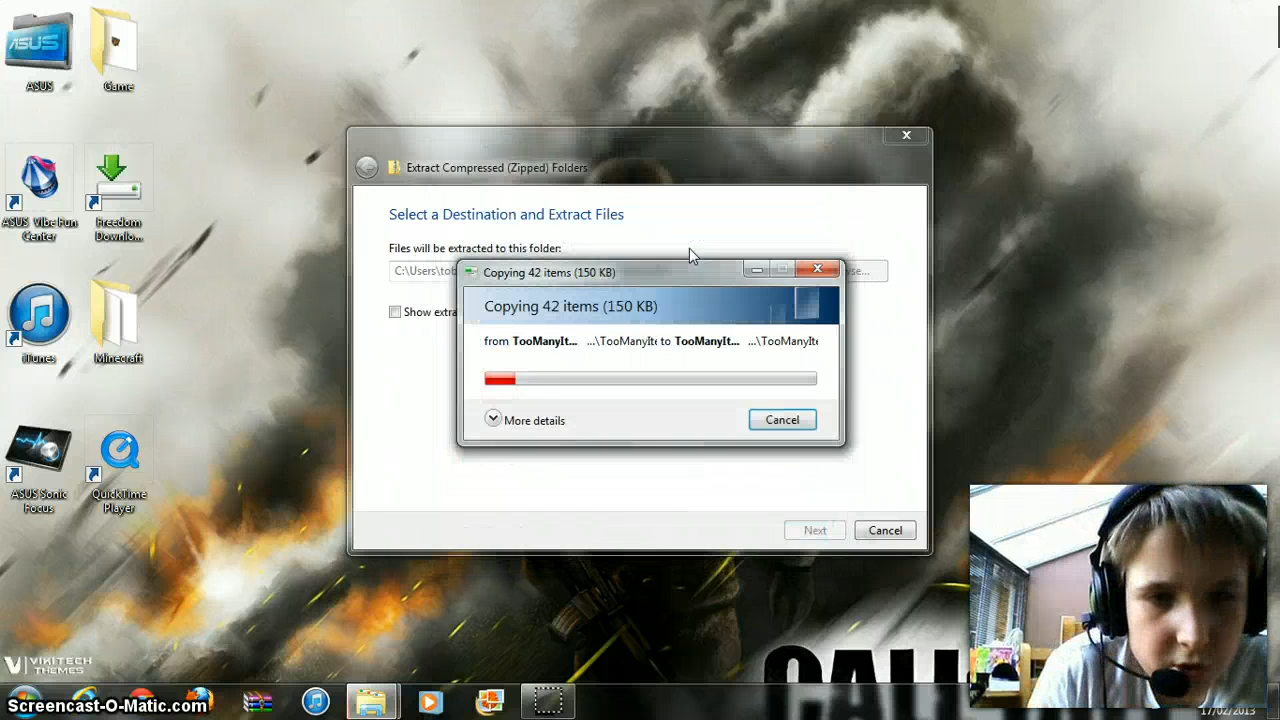 ASUS
ASUS
Game
ASUS Vibe Fun
Center
Freedom
Downlo...
iTunes
Minecraft
ASUS Sonic
Focus
QuickTime
Player
Extract Compressed (Zipped) Folders
Select a Destination and Extract Files
Files will be extracted to this folder:
C:\Users\tob
wse...
Show extra
Copying 42 items (150 KB)
Copying 42 items (150 KB)
from TooManyIt... ...\TooManyIte to TooManyIt... ...\TooManyIte
More details
Cancel
Next
Cancel
VIKITECH
THEMES
CALL
Screencast-O-Matic.com
17/02/2013